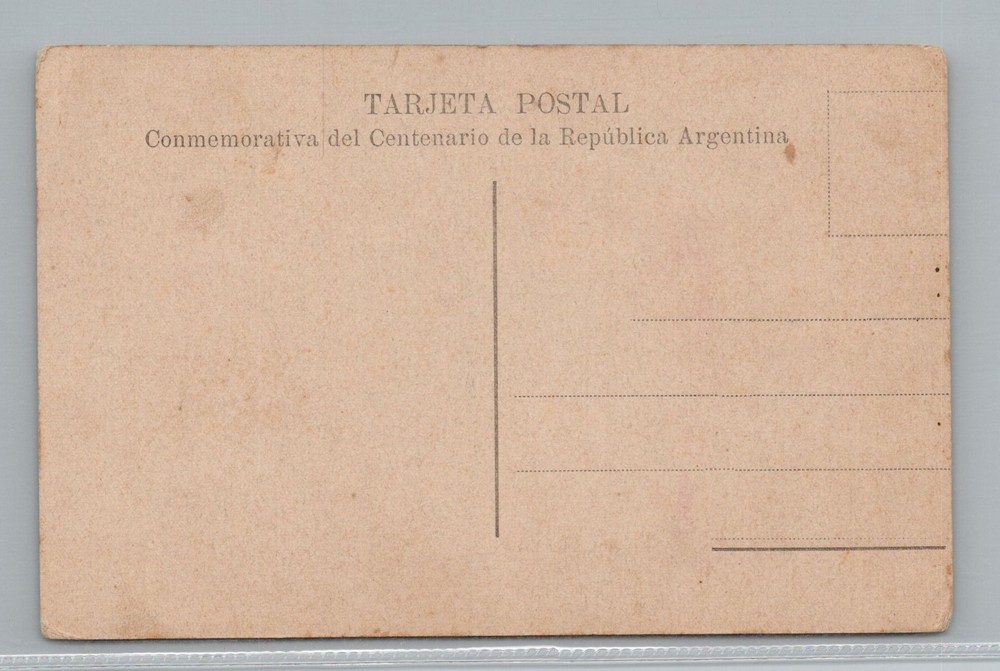 TARJETA POSTAL
Conmemorativa del Centenario de la República Argentina